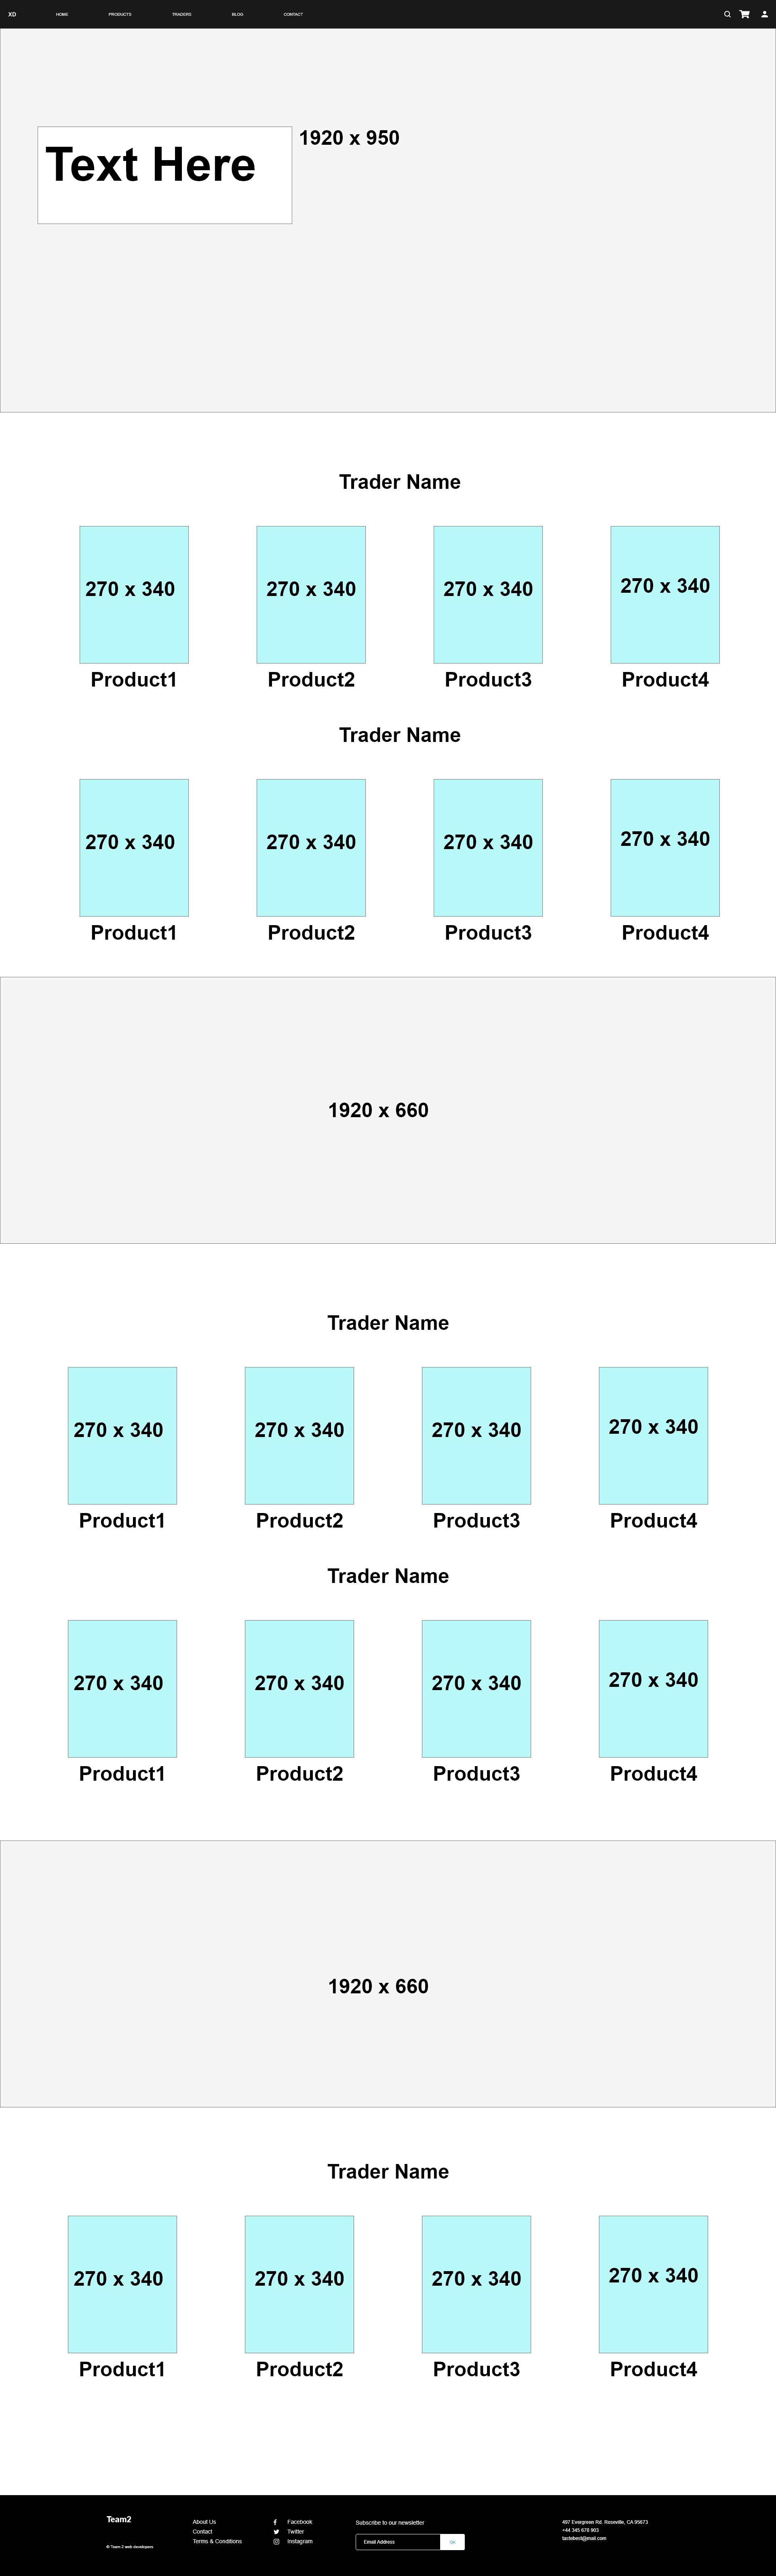 XD HOME PRODUCTS TRADERS BLOG CONTACT
Text Here
1920 x 950
Trader Name
270 x 340 270 x 340 270 x 340 270 x 340
Product1 Product2 Product3 Product4
Trader Name
270 x 340 270 x 340 270 x 340 270 x 340
Product1 Product2 Product3 Product4
1920 x 660
Trader Name
270 x 340 270 x 340 270 x 340 270 x 340
Product1 Product2 Product3 Product4
Trader Name
270 x 340 270 x 340 270 x 340 270 x 340
Product1 Product2 Product3 Product4
1920 x 660
Trader Name
270 x 340 270 x 340 270 x 340 270 x 340
Product1 Product2 Product3 Product4
Team2
© Team 2 web developers
About Us
Contact
Terms & Conditions
Facebook
Twitter
Instagram
Subscribe to our newsletter
Email Address OK
497 Evergreen Rd. Roseville, CA 95673
+44 345 678 903
tastebest@mail.com